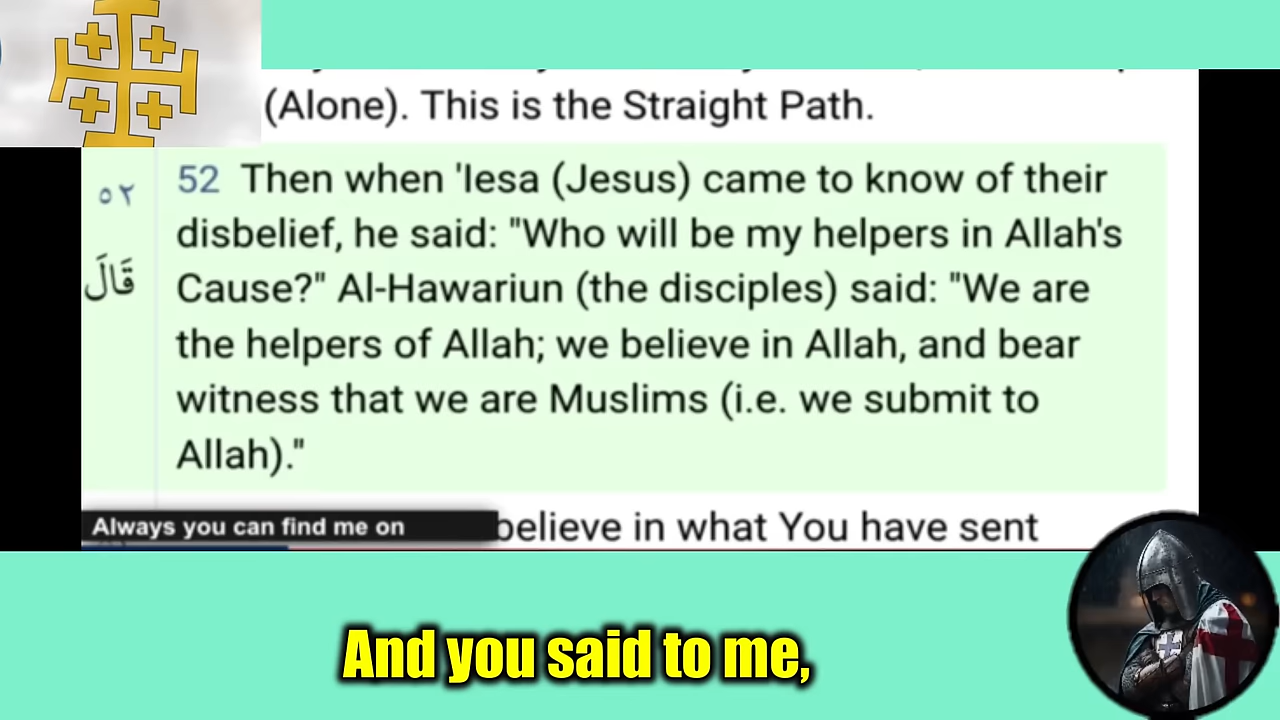 (Alone). This is the Straight Path.
٥٢
52 Then when 'Iesa (Jesus) came to know of their
disbelief, he said: "Who will be my helpers in Allah's
قَالَ
Cause?" Al-Hawariun (the disciples) said: "We are
the helpers of Allah; we believe in Allah, and bear
witness that we are Muslims (i.e. we submit to
Allah)."
Always you can find me on
believe in what You have sent
And you said to me,